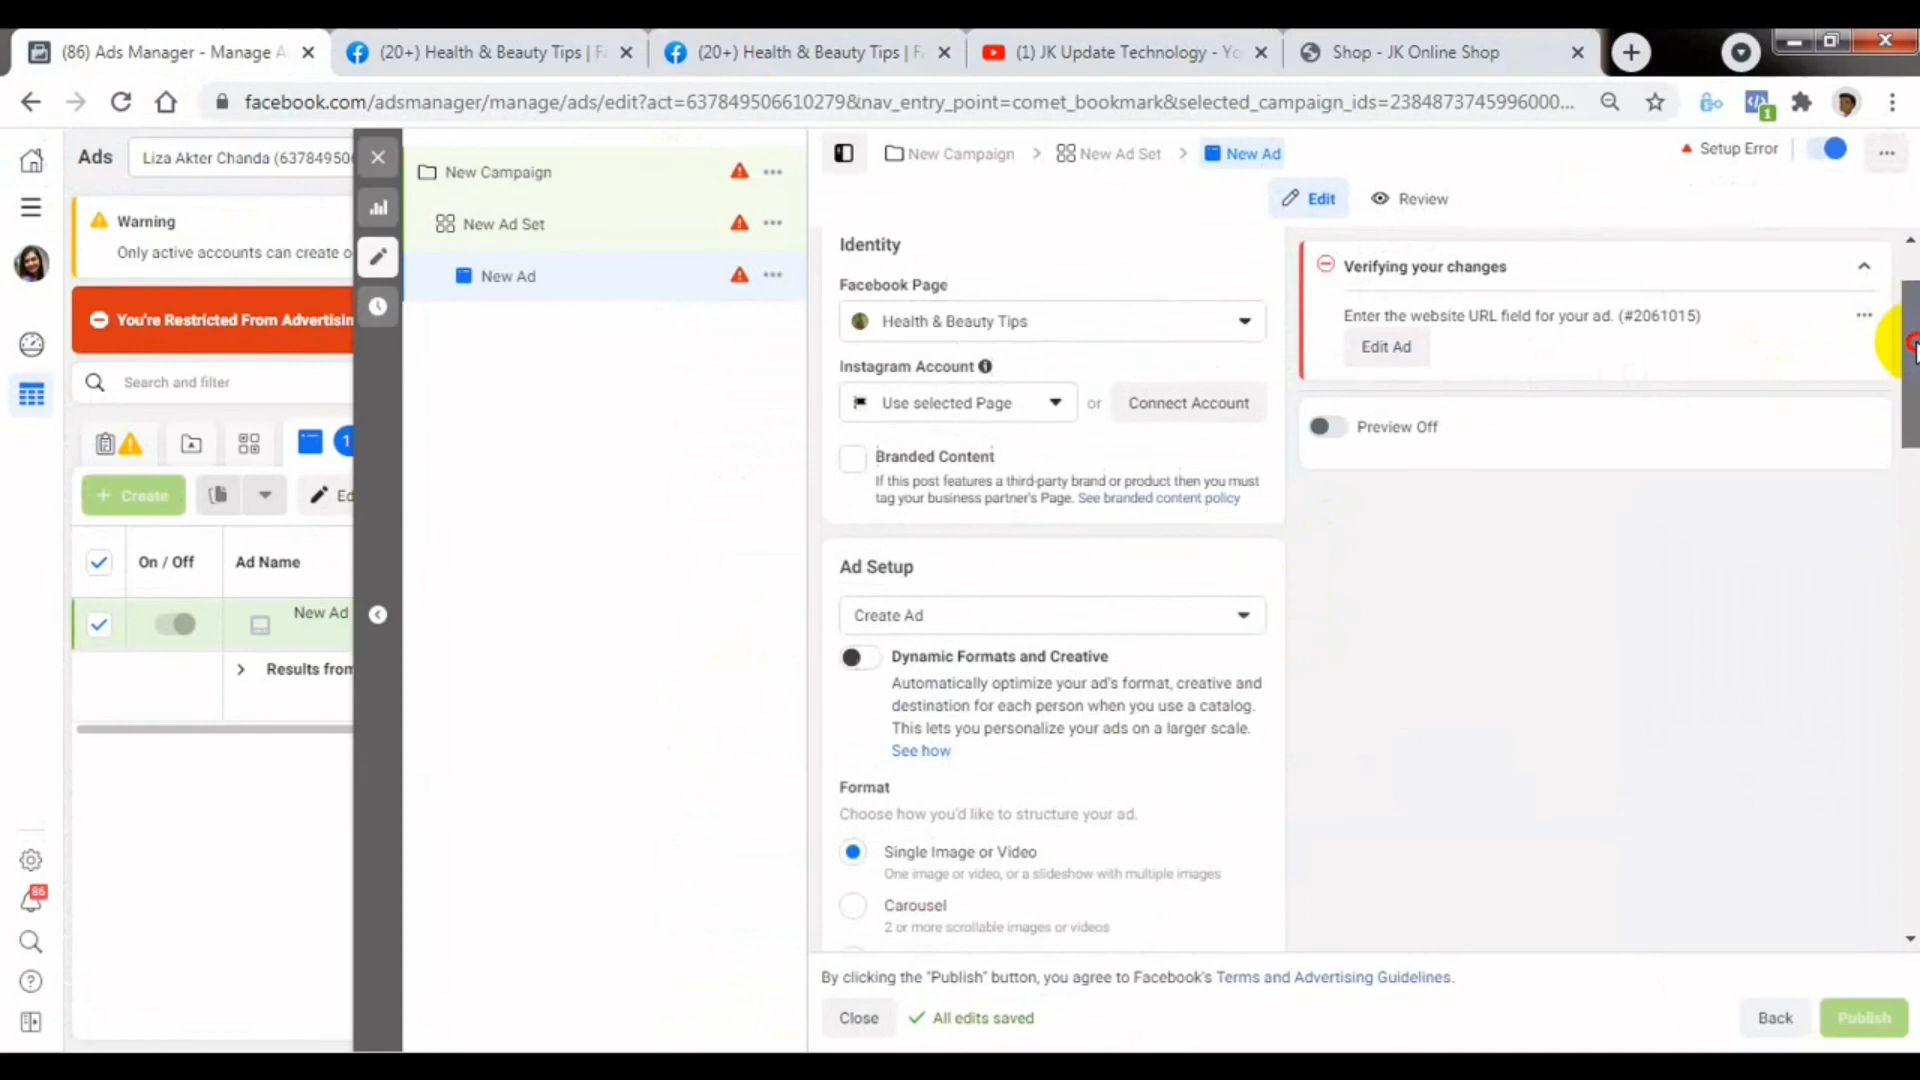 (86) Ads Manager - Manage A
(20+) Health & Beauty Tips | F
(20+) Health & Beauty Tips | F
(1) JK Update Technology - Yo
Shop - JK Online Shop
facebook.com/adsmanager/manage/ads/edit?act=637849506610279&nav_entry_point=comet_bookmark&selected_campaign_ids=2384873745996000...
1
Ads
Liza Akter Chanda (63784950
Warning
Only active accounts can create o
You're Restricted From Advertisin
Search and filter
1
+ Create
Ed
On / Off
Ad Name
New Ad
Results from
86
New Campaign
New Ad Set
New Ad
New Campaign > New Ad Set > New Ad
Setup Error
Edit
Review
Identity
Facebook Page
Health & Beauty Tips
Instagram Account
Use selected Page
or
Connect Account
Branded Content
If this post features a third-party brand or product then you must
tag your business partner's Page. See branded content policy
Ad Setup
Create Ad
Dynamic Formats and Creative
Automatically optimize your ad's format, creative and
destination for each person when you use a catalog.
This lets you personalize your ads on a larger scale.
See how
Format
Choose how you'd like to structure your ad.
Single Image or Video
One image or video, or a slideshow with multiple images
Carousel
2 or more scrollable images or videos
Verifying your changes
Enter the website URL field for your ad. (#2061015)
Edit Ad
Preview Off
By clicking the "Publish" button, you agree to Facebook's Terms and Advertising Guidelines.
Close
All edits saved
Back
Publish